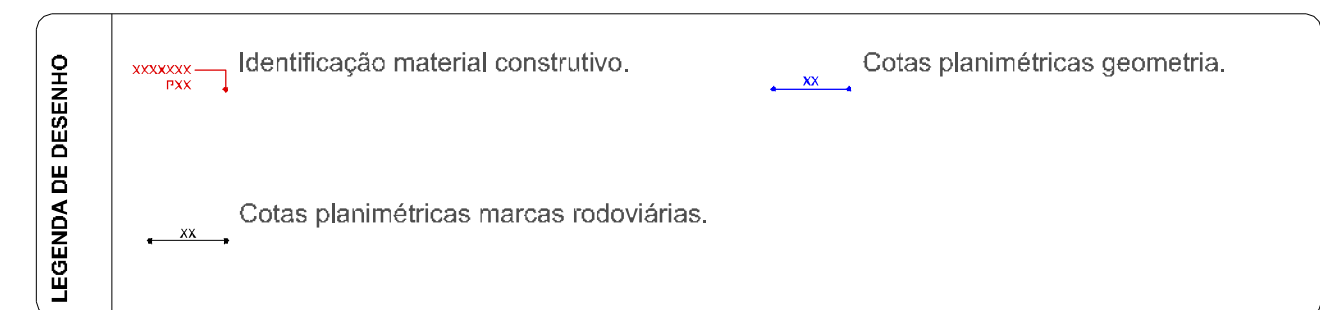 LEGENDA DE DESENHO
XXXXXXX
PXX
Identificação material construtivo.
XX
Cotas planimétricas geometria.
XX
Cotas planimétricas marcas rodoviárias.